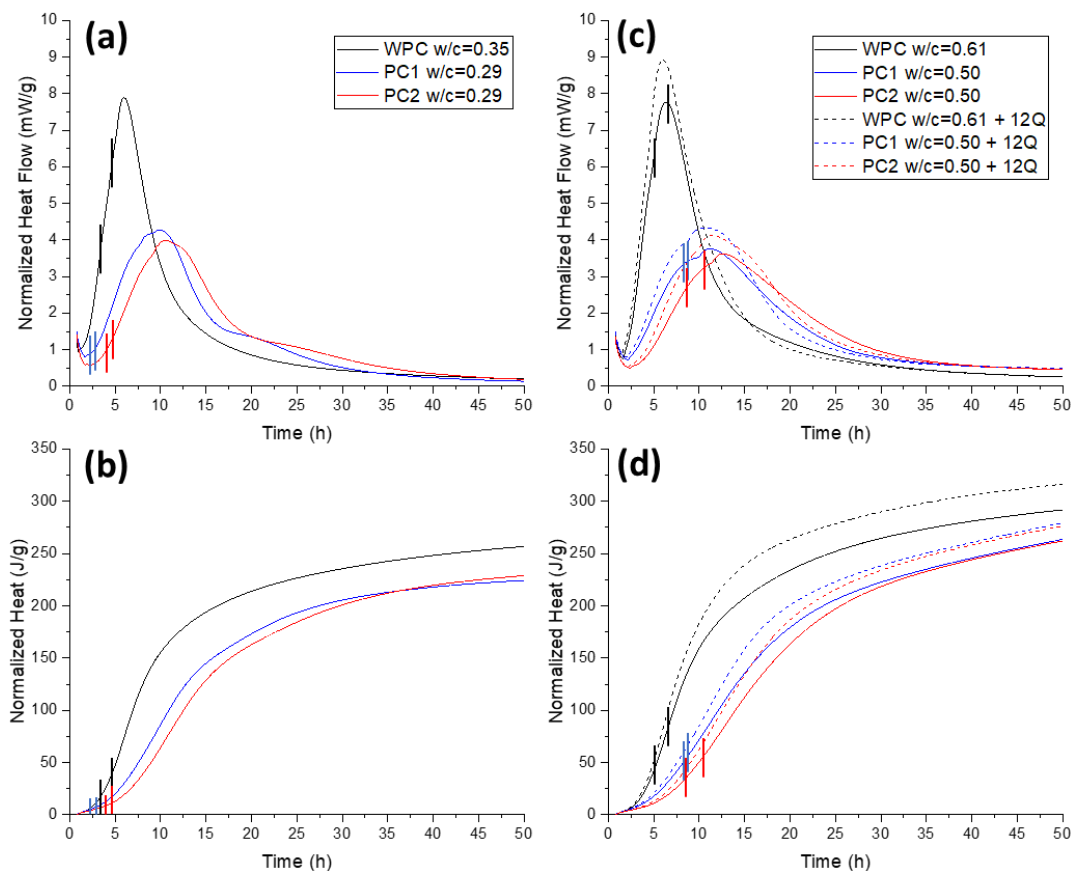 (a)
WPC w/c=0.35
PC1 w/c=0.29
PC2 w/c=0.29
Normalized Heat Flow (mW/g)
10
9
8
7
6
5
4
3
2
1
0
0 5 10 15 20 25 30 35 40 45 50
Time (h)
(c)
WPC w/c=0.61
PC1 w/c=0.50
PC2 w/c=0.50
WPC w/c=0.61 + 12Q
PC1 w/c=0.50 + 12Q
PC2 w/c=0.50 + 12Q
Normalized Heat Flow (mW/g)
10
9
8
7
6
5
4
3
2
1
0
0 5 10 15 20 25 30 35 40 45 50
Time (h)
(b)
Normalized Heat (J/g)
350
300
250
200
150
100
50
0
0 5 10 15 20 25 30 35 40 45 50
Time (h)
(d)
Normalized Heat (J/g)
350
300
250
200
150
100
50
0
0 5 10 15 20 25 30 35 40 45 50
Time (h)